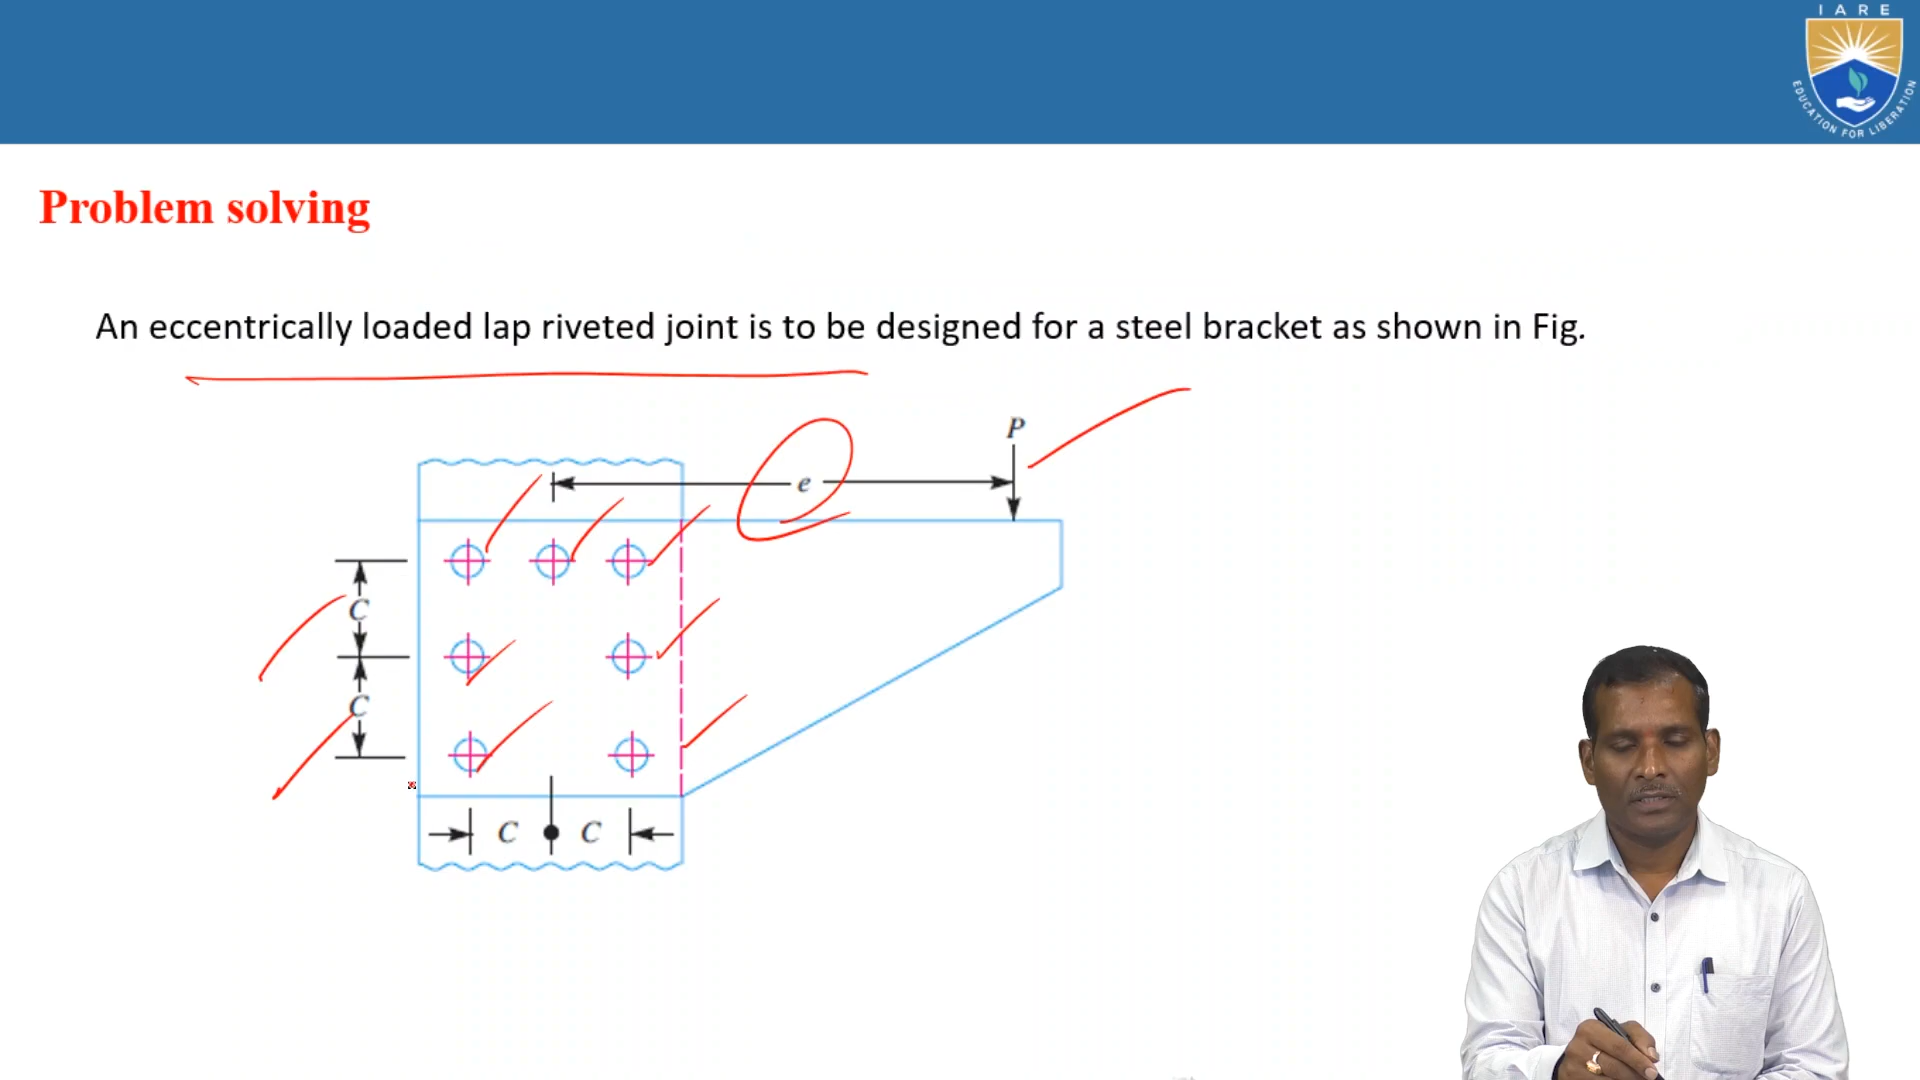 IARE
EDUCATION FOR LIBERATION
Problem solving
An eccentrically loaded lap riveted joint is to be designed for a steel bracket as shown in Fig.
P
e
C
C
C C